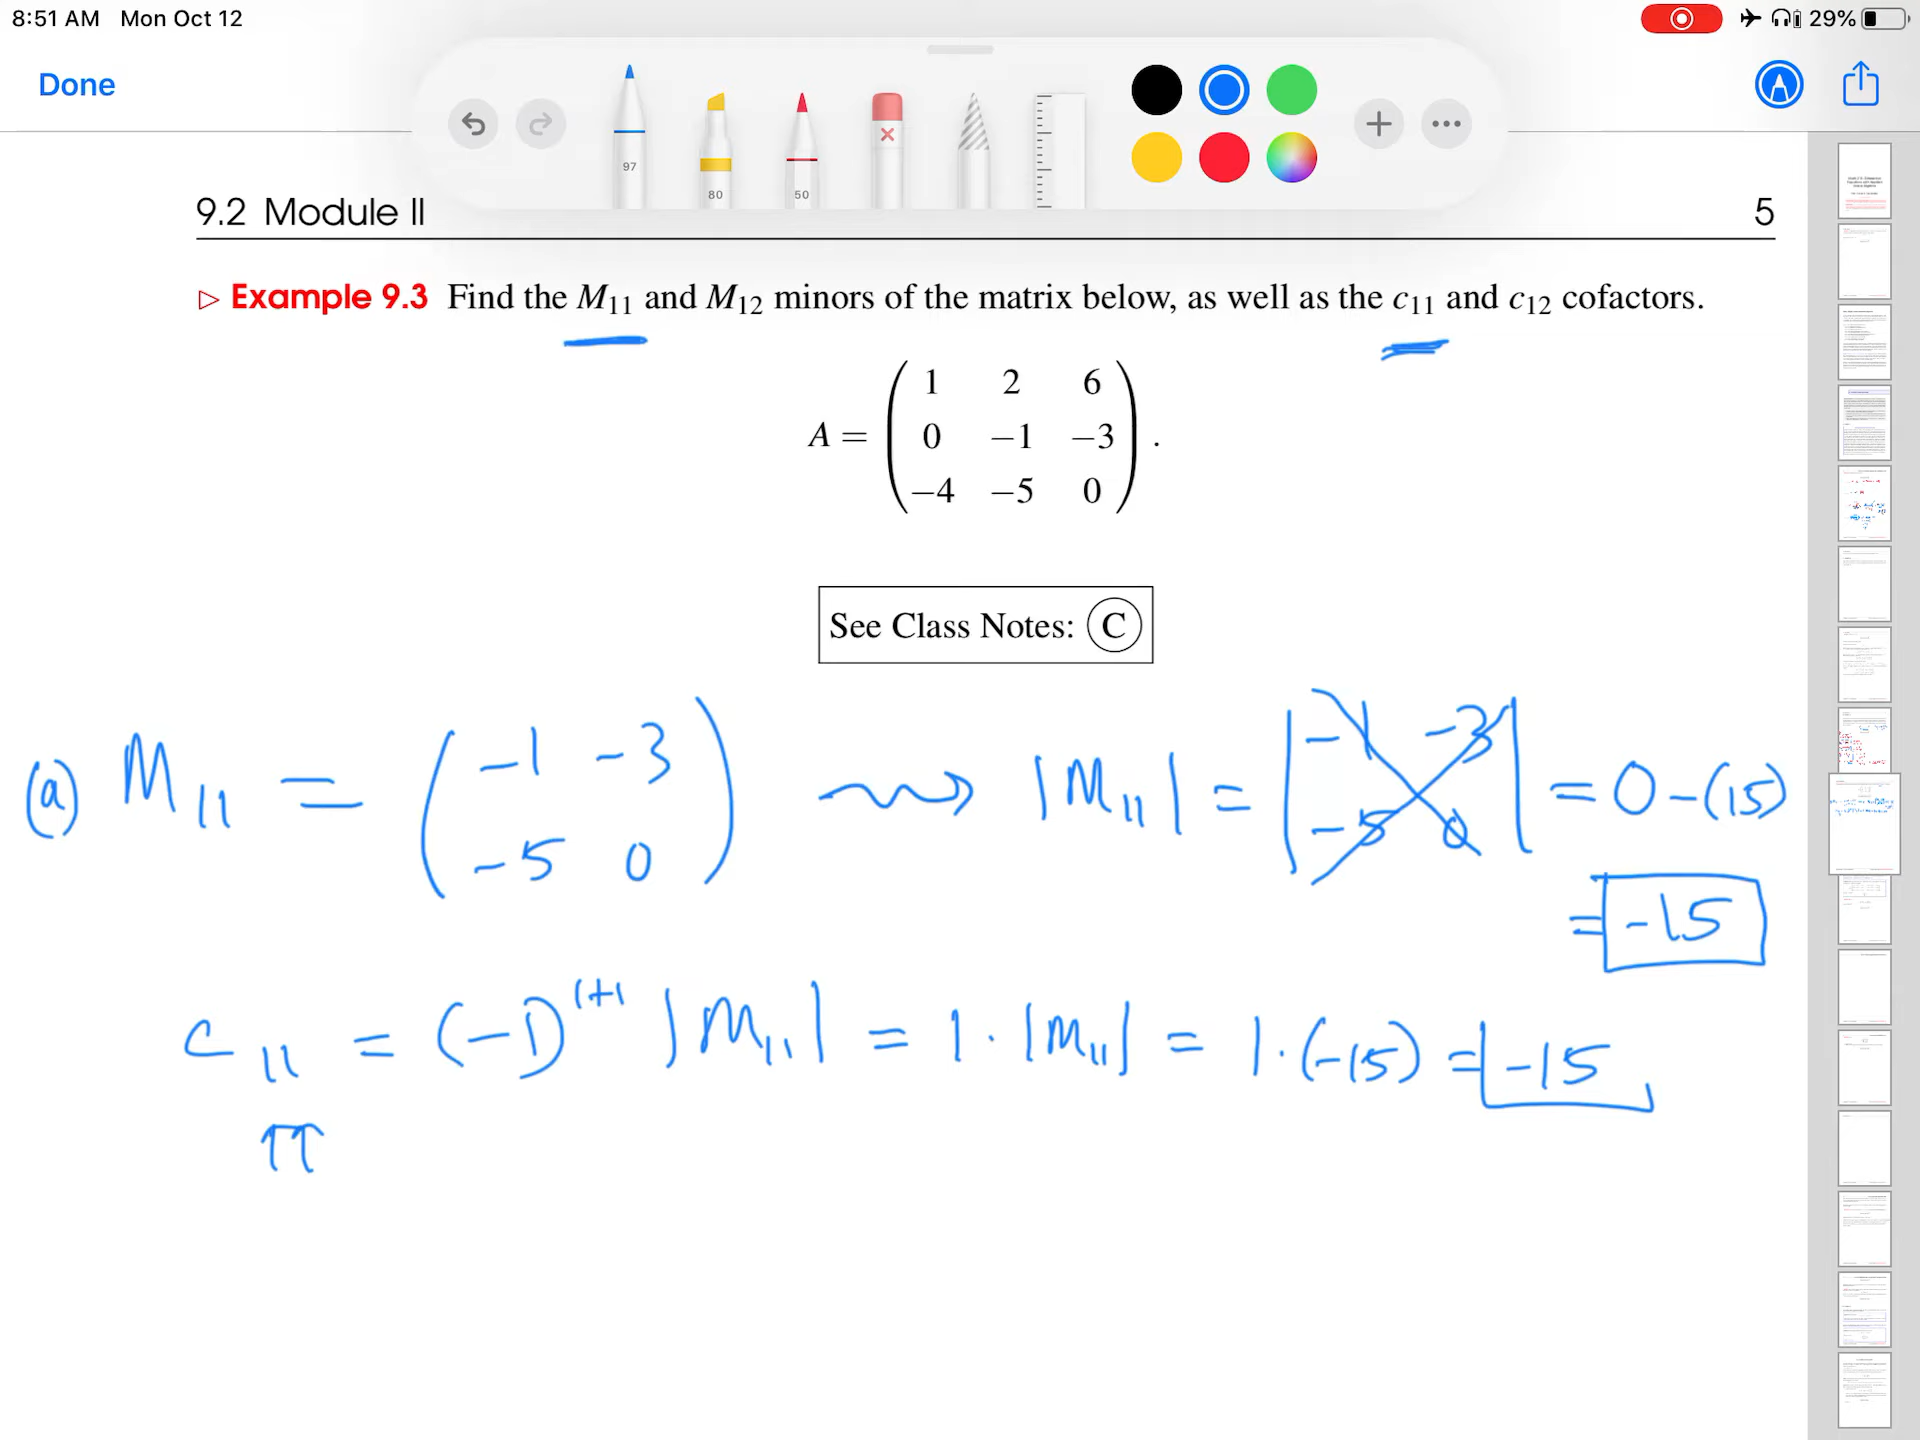 8:51 AM Mon Oct 12 29%
Done
97 80 50
9.2 Module II 5
▷ Example 9.3 Find the M₁₁ and M₁₂ minors of the matrix below, as well as the c₁₁ and c₁₂ cofactors.
1 2 6
A = 0 −1 −3 .
−4 −5 0
See Class Notes: Ⓒ
(a) M₁₁ = ( -1 -3 -5 0 ) ⇝ |M₁₁| = | -1 -3 -5 0 | = 0 - (15)
= -15
c₁₁ = (-1)¹⁺¹ |M₁₁| = 1 · |M₁₁| = 1 · (-15) = -15
↑↑